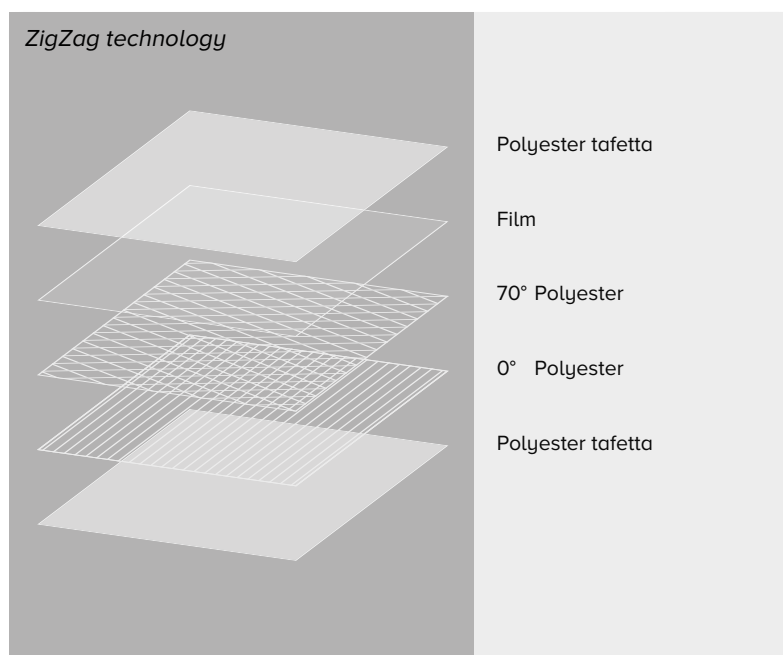 ZigZag technology
Polyester tafetta
Film
70° Polyester
0° Polyester
Polyester tafetta